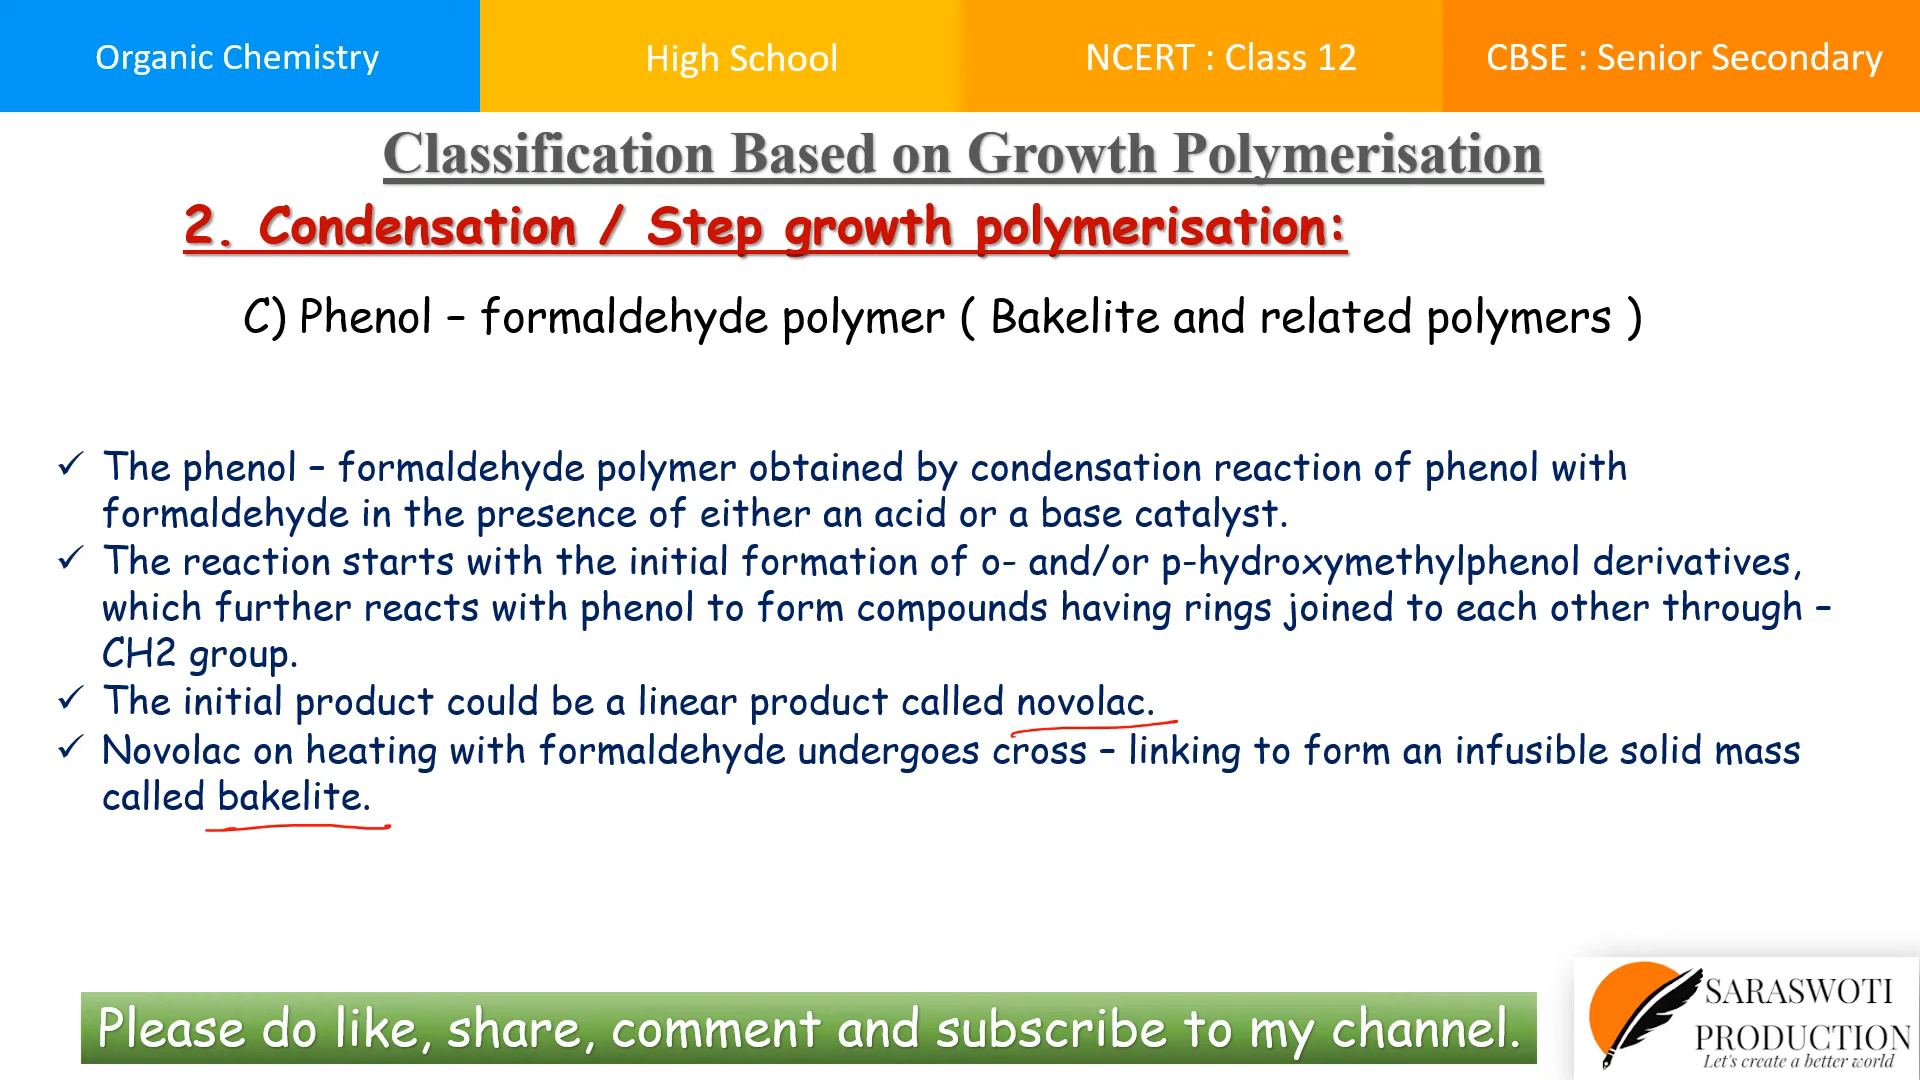 Organic Chemistry
High School
NCERT : Class 12
CBSE : Senior Secondary
Classification Based on Growth Polymerisation
2. Condensation / Step growth polymerisation:
C) Phenol – formaldehyde polymer ( Bakelite and related polymers )
✓ The phenol – formaldehyde polymer obtained by condensation reaction of phenol with
formaldehyde in the presence of either an acid or a base catalyst.
✓ The reaction starts with the initial formation of o- and/or p-hydroxymethylphenol derivatives,
which further reacts with phenol to form compounds having rings joined to each other through –
CH2 group.
✓ The initial product could be a linear product called novolac.
✓ Novolac on heating with formaldehyde undergoes cross – linking to form an infusible solid mass
called bakelite.
Please do like, share, comment and subscribe to my channel.
SARASWOTI
PRODUCTION
Let's create a better world